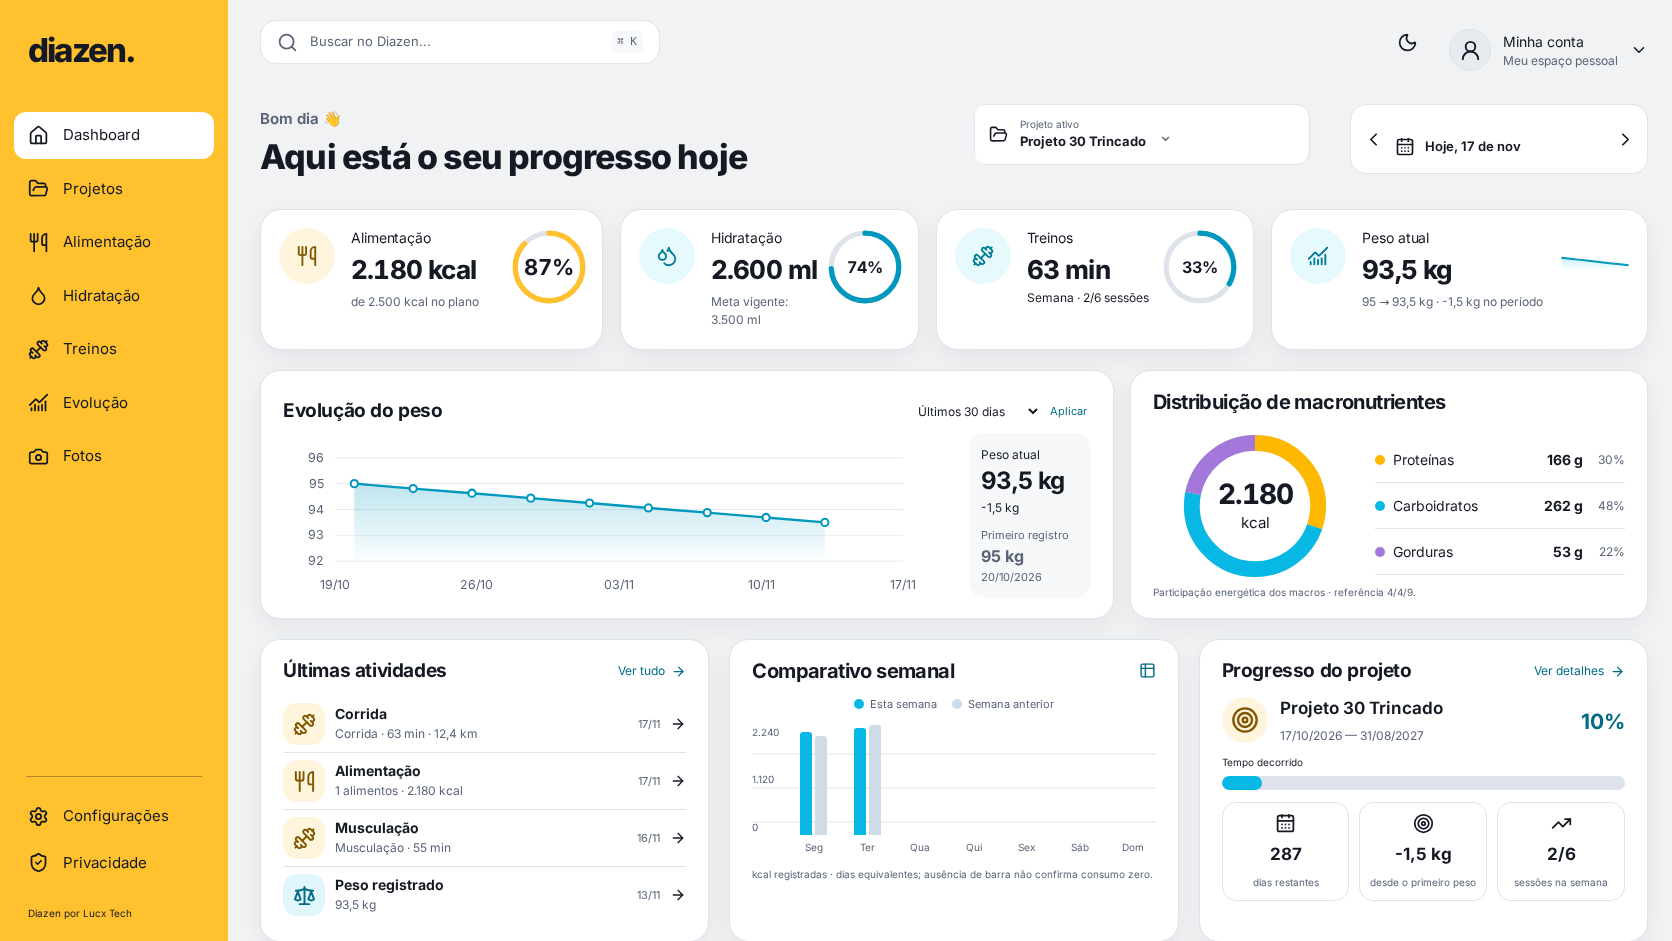 diazen.
Dashboard
Projetos
Alimentação
Hidratação
Treinos
Evolução
Fotos
Configurações
Privacidade
Diazen por Lucx Tech
Buscar no Diazen...
⌘ K
Minha conta
Meu espaço pessoal
Bom dia 👋
Aqui está o seu progresso hoje
Projeto ativo
Projeto 30 Trincado
Hoje, 17 de nov
Alimentação
2.180 kcal
de 2.500 kcal no plano
87%
Hidratação
2.600 ml
Meta vigente:
3.500 ml
74%
Treinos
63 min
Semana · 2/6 sessões
33%
Peso atual
93,5 kg
95 → 93,5 kg · -1,5 kg no período
Evolução do peso
Últimos 30 dias
Aplicar
96
95
94
93
92
19/10
26/10
03/11
10/11
17/11
Peso atual
93,5 kg
-1,5 kg
Primeiro registro
95 kg
20/10/2026
Distribuição de macronutrientes
2.180
kcal
Proteínas 166 g 30%
Carboidratos 262 g 48%
Gorduras 53 g 22%
Participação energética dos macros · referência 4/4/9.
Últimas atividades
Ver tudo →
Corrida
Corrida · 63 min · 12,4 km
17/11 →
Alimentação
1 alimentos · 2.180 kcal
17/11 →
Musculação
Musculação · 55 min
16/11 →
Peso registrado
93,5 kg
13/11 →
Comparativo semanal
Esta semana
Semana anterior
2.240
1.120
0
Seg
Ter
Qua
Qui
Sex
Sáb
Dom
kcal registradas · dias equivalentes; ausência de barra não confirma consumo zero.
Progresso do projeto
Ver detalhes →
Projeto 30 Trincado
17/10/2026 — 31/08/2027
10%
Tempo decorrido
287
dias restantes
-1,5 kg
desde o primeiro peso
2/6
sessões na semana